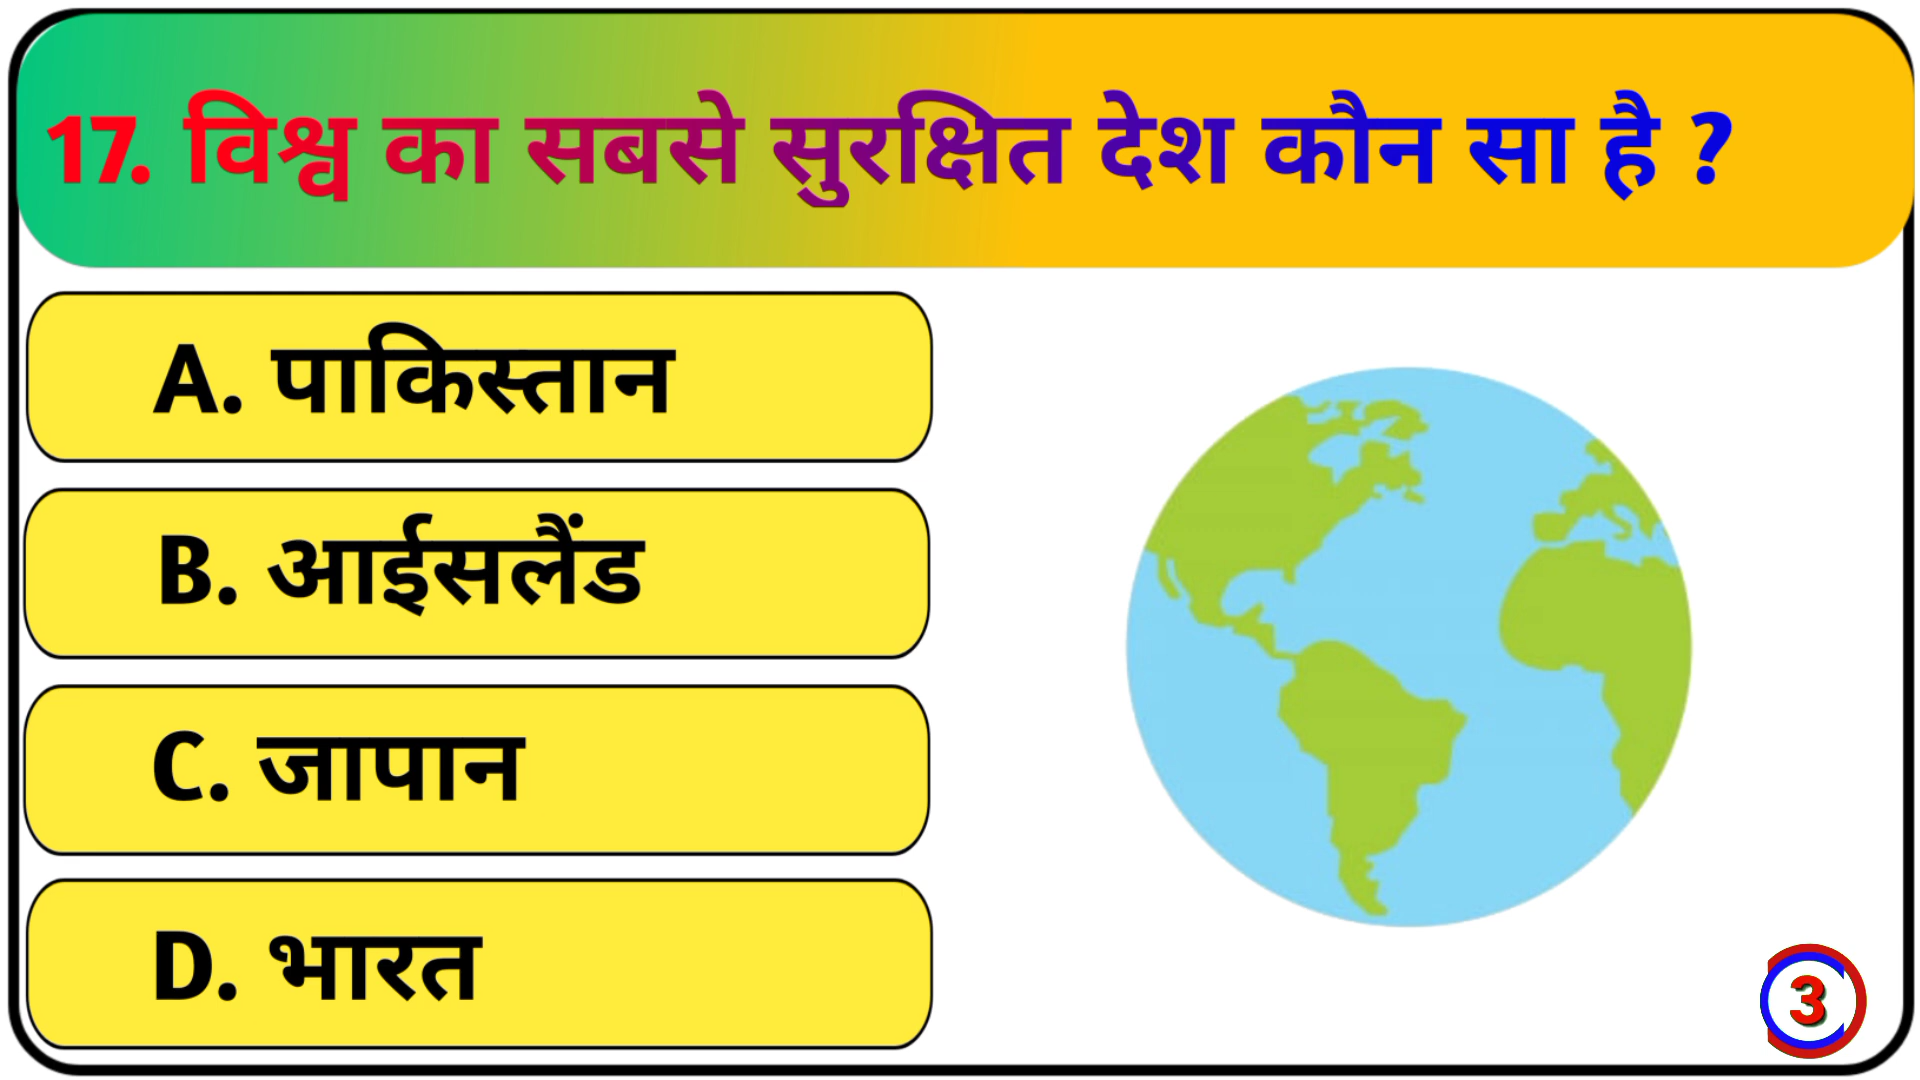 17. विश्व का सबसे सुरक्षित देश कौन सा है ?
A. पाकिस्तान
B. आईसलैंड
C. जापान
D. भारत
3